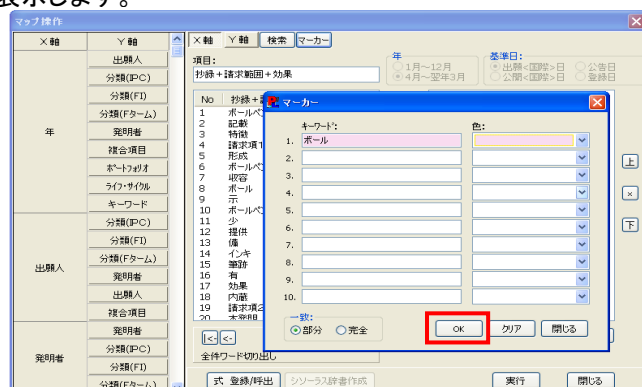 表示します。
マップ操作
X軸 Y軸
年
出願人
分類(IPC)
分類(FI)
分類(Fターム)
発明者
複合項目
ポートフォリオ
ライフ・サイクル
キーワード
出願人
分類(IPC)
分類(FI)
分類(Fターム)
発明者
出願人
複合項目
発明者
発明者
分類(IPC)
分類(FI)
分類(Fターム)
X軸 Y軸 検索 マーカー
項目:
抄録+請求範囲+効果
年
1月～12月
4月～翌年3月
基準日:
出願<国際>日 公告日
公開<国際>日 登録日
No 抄録+
1 ボールペ
2 記載
3 特徴
4 請求項1
5 形成
6 ボールペ
7 収容
8 ボール
9 示
10 ボールペ
11 少
12 提供
13 備
14 インキ
15 筆跡
16 有
17 効果
18 内蔵
19 請求項2
20 本発明
|<- <-
全件ワード切り出し
式 登録/呼出 シソーラス辞書作成 実行 閉じる
上
×
下
マーカー
キーワード: 色:
1. ボール
2.
3.
4.
5.
6.
7.
8.
9.
10.
一致:
部分 完全
OK クリア 閉じる